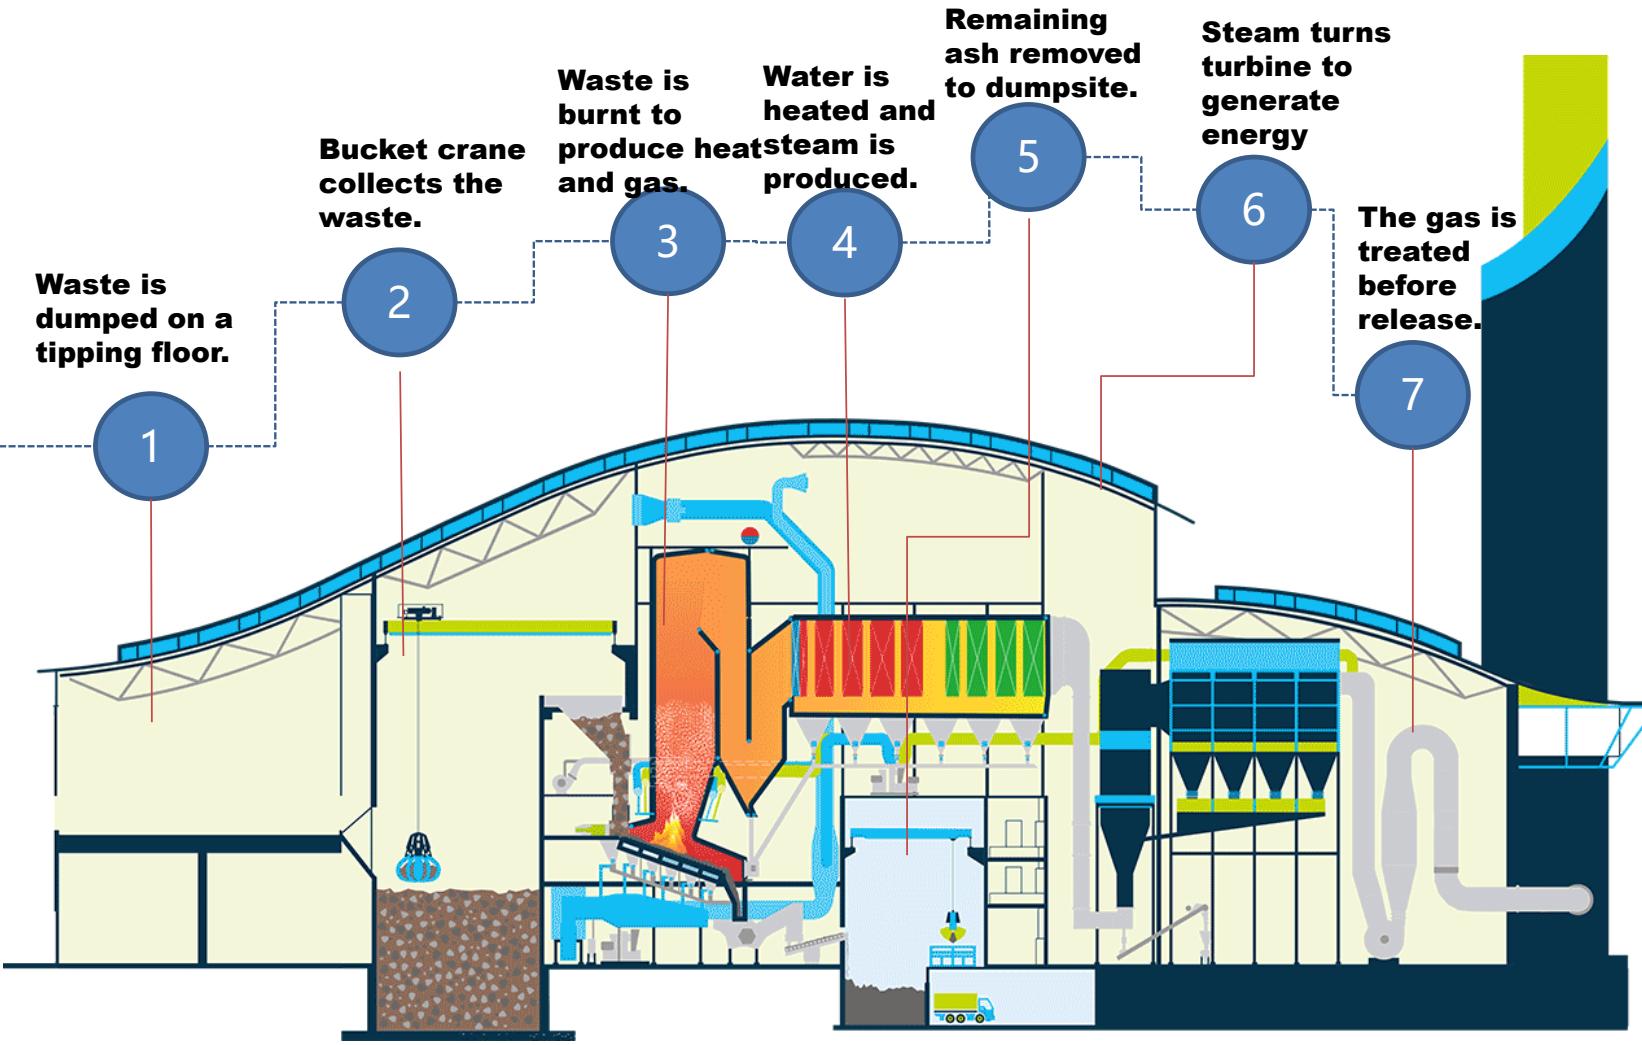 Waste is
dumped on a
tipping floor.
1
Bucket crane
collects the
waste.
2
Waste is
burnt to
produce heat
and gas.
3
Water is
heated and
steam is
produced.
4
Remaining
ash removed
to dumpsite.
5
Steam turns
turbine to
generate
energy
6
The gas is
treated
before
release.
7